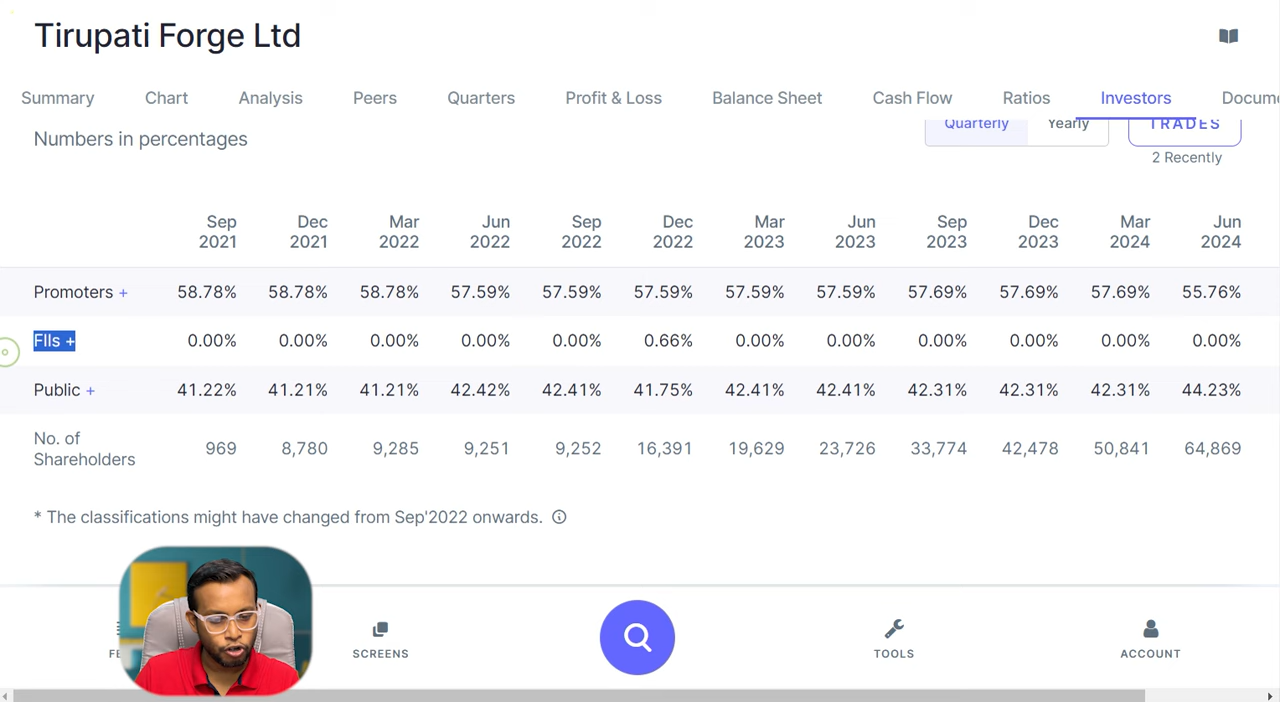 Tirupati Forge Ltd
Summary Chart Analysis Peers Quarters Profit & Loss Balance Sheet Cash Flow Ratios Investors Docume
Numbers in percentages
Quarterly Yearly TRADES
2 Recently
Sep 2021 Dec 2021 Mar 2022 Jun 2022 Sep 2022 Dec 2022 Mar 2023 Jun 2023 Sep 2023 Dec 2023 Mar 2024 Jun 2024
Promoters + 58.78% 58.78% 58.78% 57.59% 57.59% 57.59% 57.59% 57.59% 57.69% 57.69% 57.69% 55.76%
FIIs + 0.00% 0.00% 0.00% 0.00% 0.00% 0.66% 0.00% 0.00% 0.00% 0.00% 0.00% 0.00%
Public + 41.22% 41.21% 41.21% 42.42% 42.41% 41.75% 42.41% 42.41% 42.31% 42.31% 42.31% 44.23%
No. of Shareholders 969 8,780 9,285 9,251 9,252 16,391 19,629 23,726 33,774 42,478 50,841 64,869
* The classifications might have changed from Sep'2022 onwards.
FE SCREENS TOOLS ACCOUNT